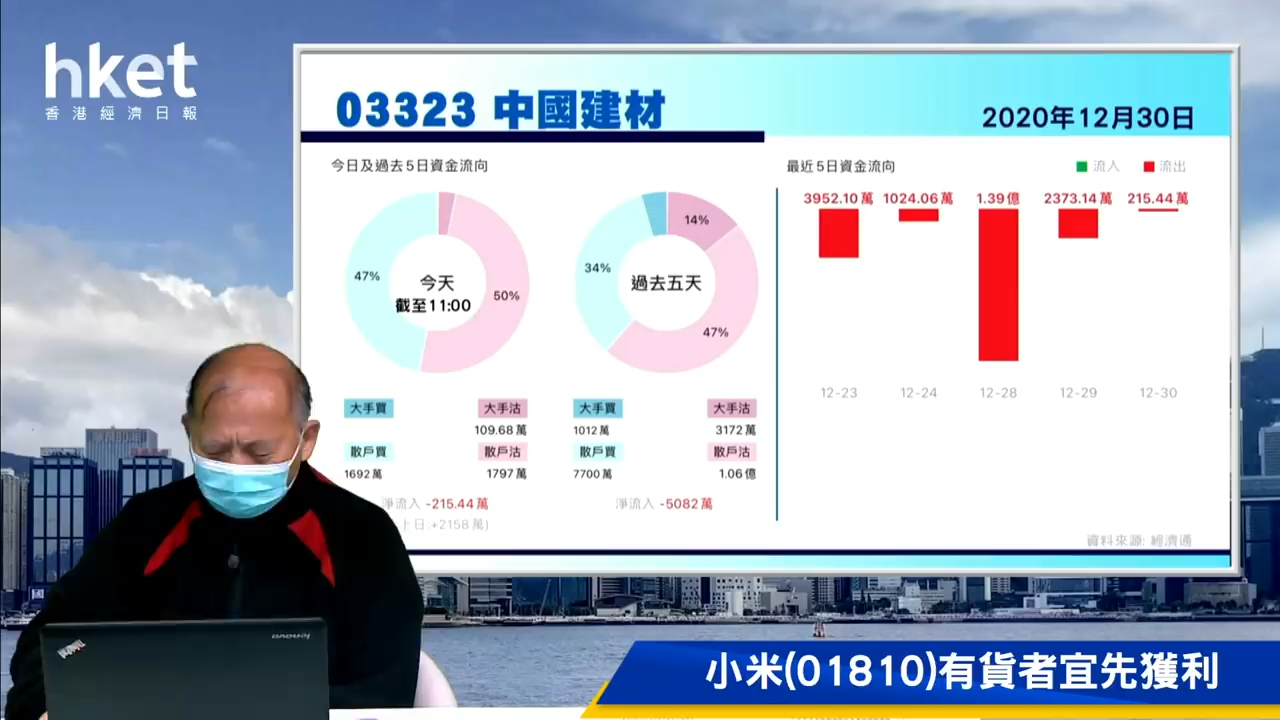 hket
香港經濟日報
03323 中國建材
2020年12月30日
今日及過去5日資金流向
最近5日資金流向
流入
流出
3952.10萬
1024.06萬
1.39億
2373.14萬
215.44萬
47%
50%
今天
截至11:00
14%
34%
47%
過去五天
12-23
12-24
12-28
12-29
12-30
大手買
大手沽
109.68萬
散戶買
散戶沽
1692萬
1797萬
淨流入 -215.44萬
日:+2158萬)
大手買
大手沽
1012萬
3172萬
散戶買
散戶沽
7700萬
1.06億
淨流入 -5082萬
資料來源: 經濟通
小米(01810)有貨者宜先獲利
ThinkPad